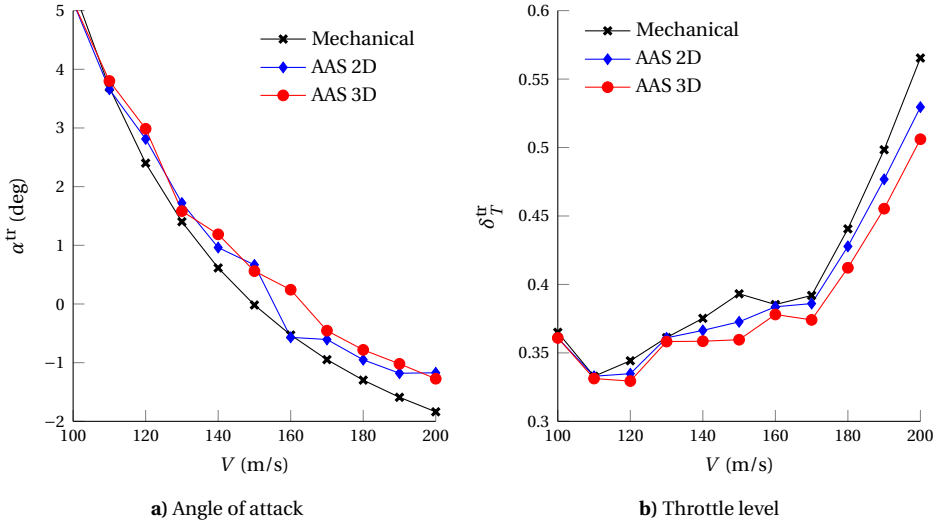 5
4
3
2
1
0
−1
−2
100 120 140 160 180 200
α^tr (deg)
V (m/s)
Mechanical
AAS 2D
AAS 3D
a) Angle of attack
0.6
0.55
0.5
0.45
0.4
0.35
0.3
100 120 140 160 180 200
δ_T^tr
V (m/s)
Mechanical
AAS 2D
AAS 3D
b) Throttle level